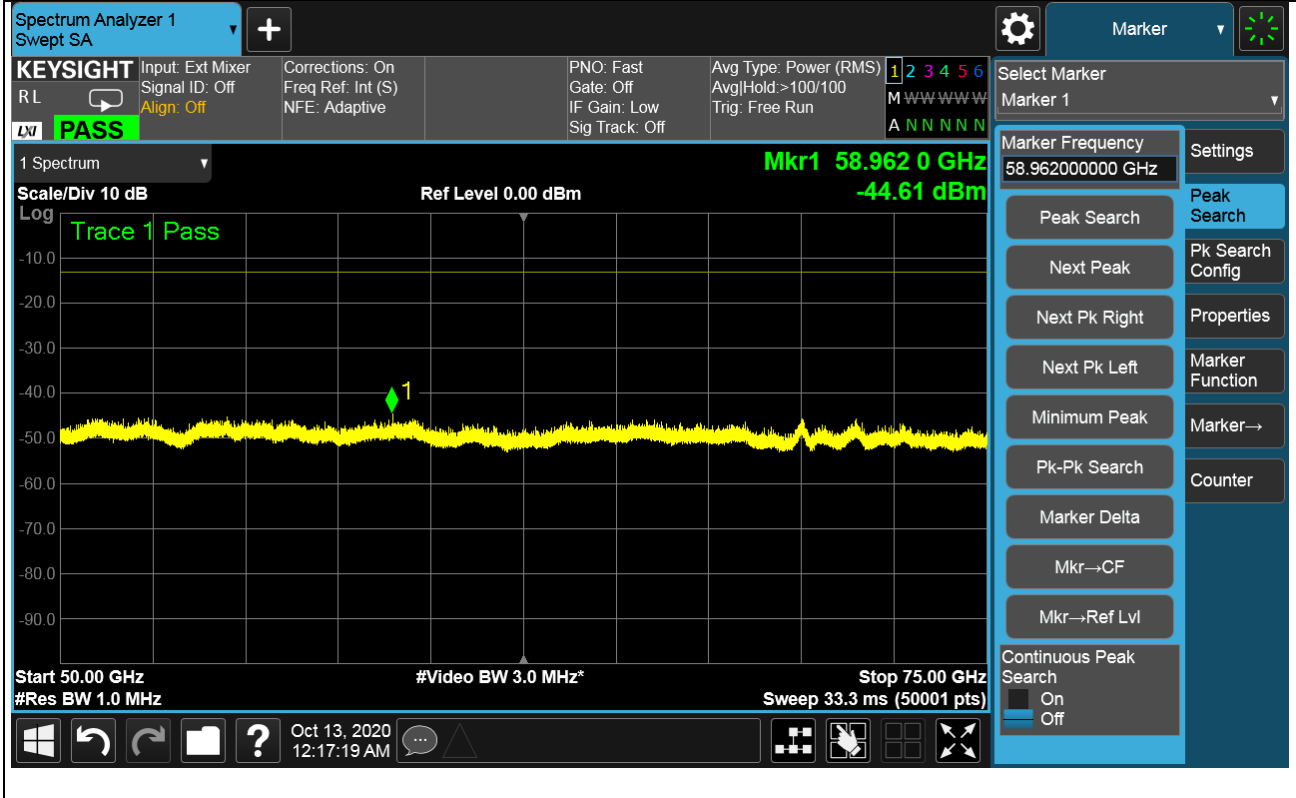 Spectrum Analyzer 1
Swept SA
Marker
KEYSIGHT
RL
LXI PASS
Input: Ext Mixer
Signal ID: Off
Align: Off
Corrections: On
Freq Ref: Int (S)
NFE: Adaptive
PNO: Fast
Gate: Off
IF Gain: Low
Sig Track: Off
Avg Type: Power (RMS)
Avg|Hold:>100/100
Trig: Free Run
1 2 3 4 5 6
M W W W W W
A N N N N N
Select Marker
Marker 1
1 Spectrum
Mkr1 58.962 0 GHz
Scale/Div 10 dB
Ref Level 0.00 dBm
-44.61 dBm
Log
Trace 1 Pass
-10.0
-20.0
-30.0
-40.0
1
-50.0
-60.0
-70.0
-80.0
-90.0
Start 50.00 GHz
#Video BW 3.0 MHz*
Stop 75.00 GHz
#Res BW 1.0 MHz
Sweep 33.3 ms (50001 pts)
Marker Frequency
58.962000000 GHz
Peak Search
Next Peak
Next Pk Right
Next Pk Left
Minimum Peak
Pk-Pk Search
Marker Delta
Mkr→CF
Mkr→Ref Lvl
Continuous Peak
Search
On
Off
Settings
Peak
Search
Pk Search
Config
Properties
Marker
Function
Marker→
Counter
?
Oct 13, 2020
12:17:19 AM